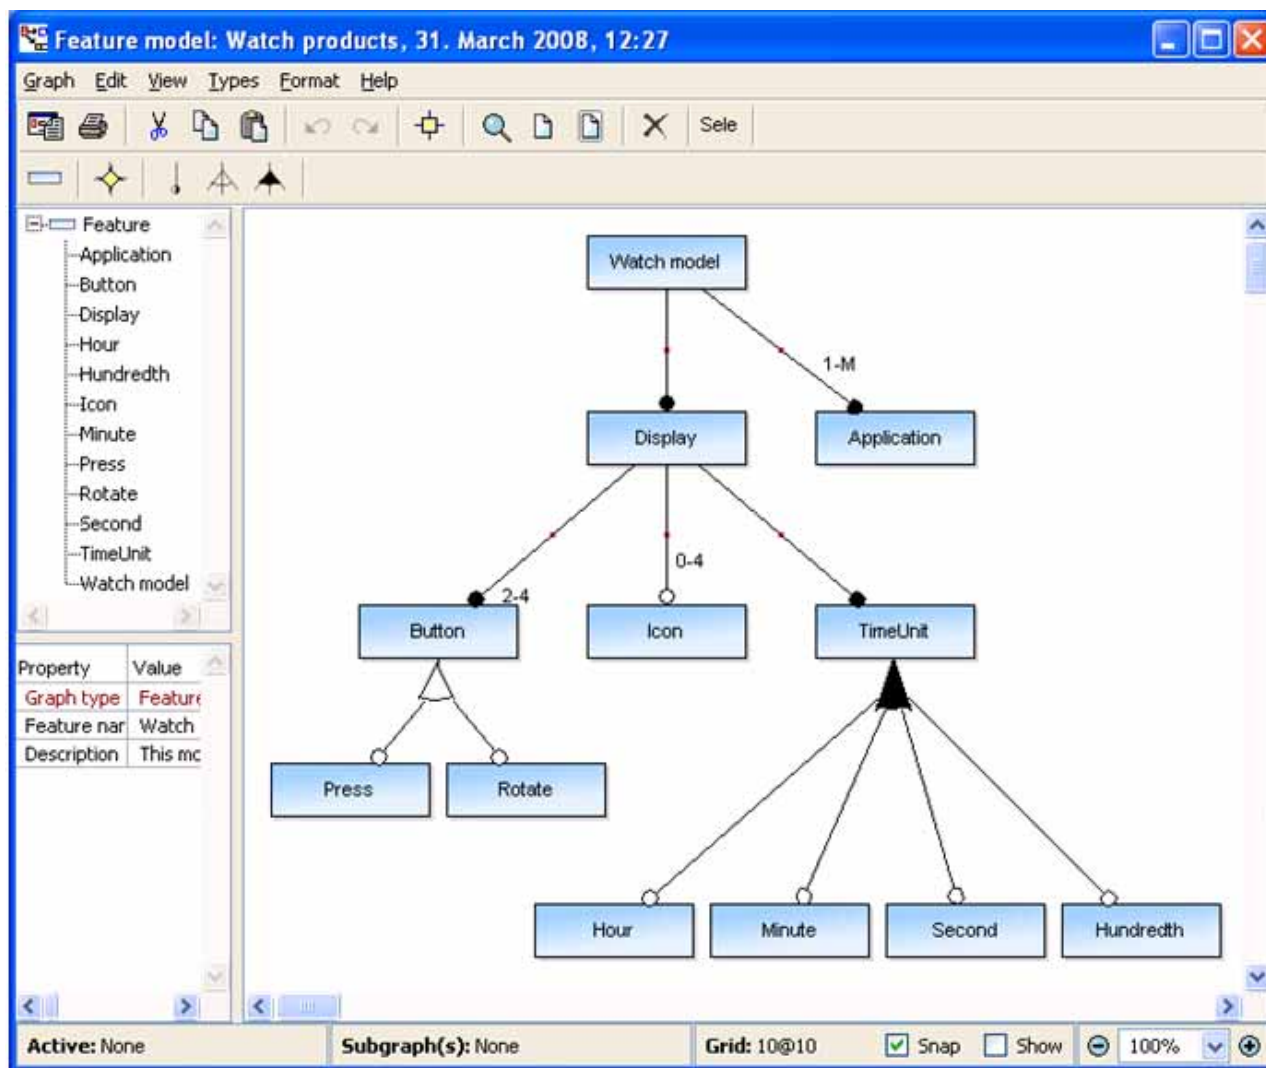 Feature model: Watch products, 31. March 2008, 12:27
Graph Edit View Types Format Help
Sele
Feature
Application
Button
Display
Hour
Hundredth
Icon
Minute
Press
Rotate
Second
TimeUnit
Watch model
Property Value
Graph type Feature
Feature nar Watch
Description This mo
Watch model
1-M
Display Application
0-4
2-4
Button Icon TimeUnit
Press Rotate
Hour Minute Second Hundredth
Active: None Subgraph(s): None Grid: 10@10 Snap Show 100%